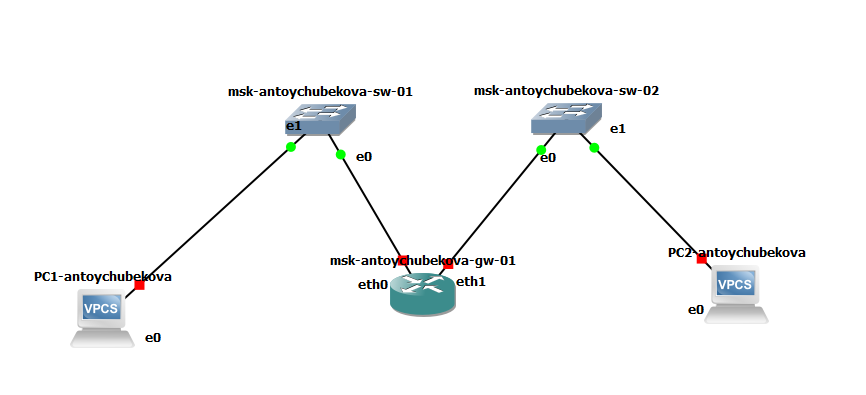 msk-antoychubekova-sw-01
msk-antoychubekova-sw-02
e1
e1
e0
e0
msk-antoychubekova-gw-01
PC2-antoychubekova
PC1-antoychubekova
eth0
eth1
VPCS
VPCS
e0
e0